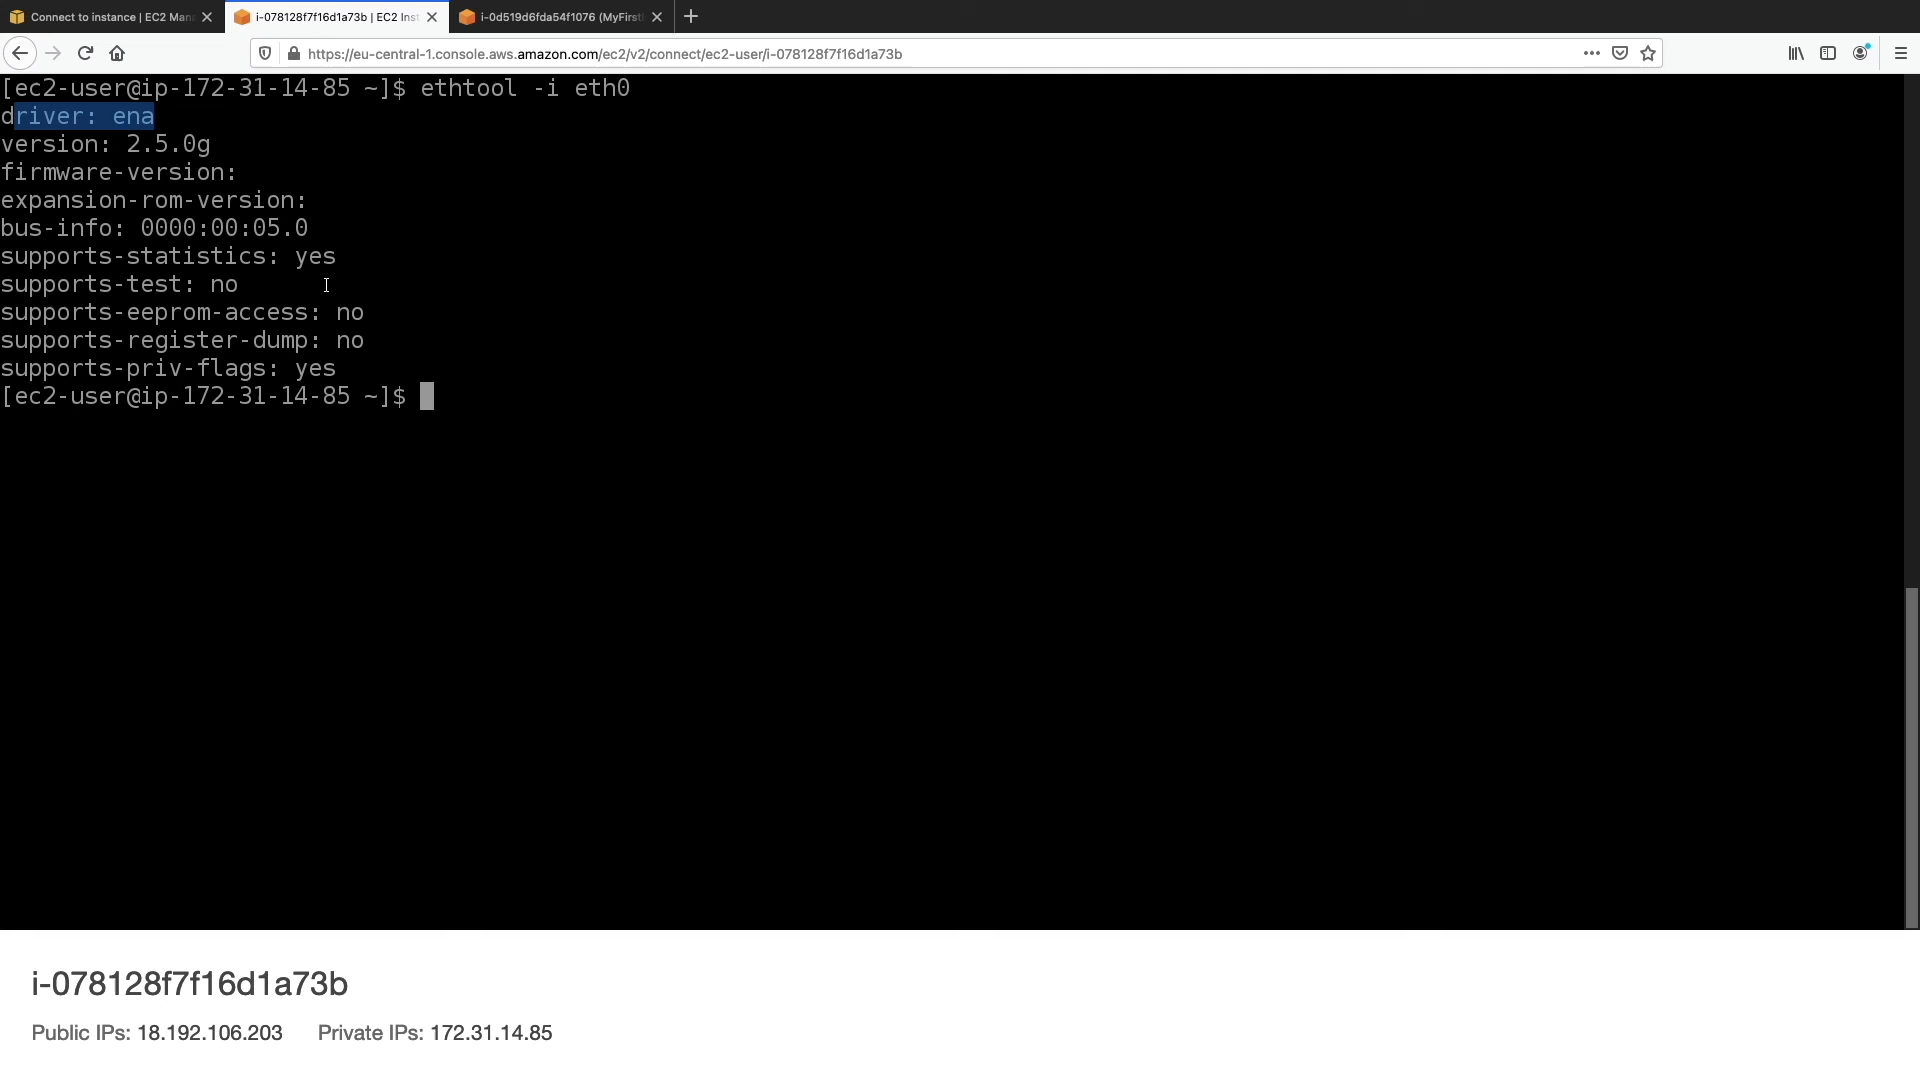 Connect to instance | EC2 Man
i-078128f7f16d1a73b | EC2 Inst
i-0d519d6fda54f1076 (MyFirstI
https://eu-central-1.console.aws.amazon.com/ec2/v2/connect/ec2-user/i-078128f7f16d1a73b
[ec2-user@ip-172-31-14-85 ~]$ ethtool -i eth0
driver: ena
version: 2.5.0g
firmware-version:
expansion-rom-version:
bus-info: 0000:00:05.0
supports-statistics: yes
supports-test: no
supports-eeprom-access: no
supports-register-dump: no
supports-priv-flags: yes
[ec2-user@ip-172-31-14-85 ~]$
i-078128f7f16d1a73b
Public IPs: 18.192.106.203 Private IPs: 172.31.14.85